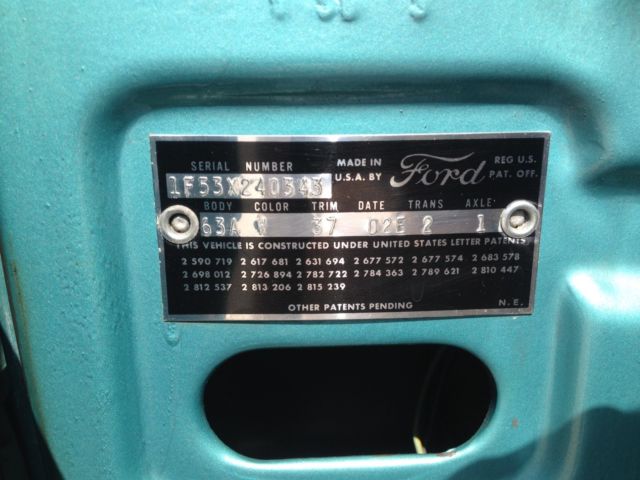 SERIAL NUMBER MADE IN Ford REG U.S.
U.S.A. BY PAT. OFF.
1F53X240343
BODY COLOR TRIM DATE TRANS AXLE
63A W 37 02E 2 1
THIS VEHICLE IS CONSTRUCTED UNDER UNITED STATES LETTER PATENTS
2 590 719 2 617 681 2 631 694 2 677 572 2 677 574 2 683 578
2 698 012 2 726 894 2 782 722 2 784 363 2 789 621 2 810 447
2 812 537 2 813 206 2 815 239
OTHER PATENTS PENDING N.E.